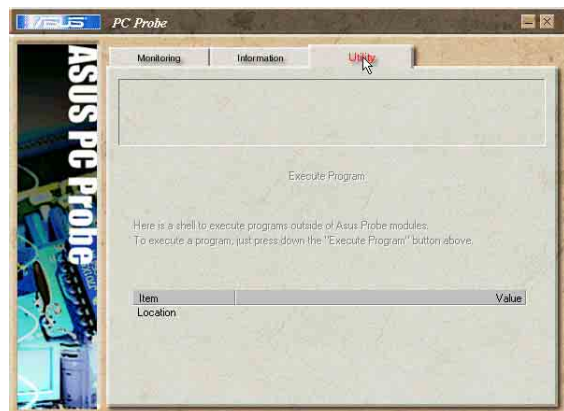 ASUS PC Probe
Monitoring Information Utility
ASUS PC Probe
Execute Program
Here is a shell to execute programs outside of Asus Probe modules.
To execute a program, just press down the "Execute Program" button above.
Item Value
Location